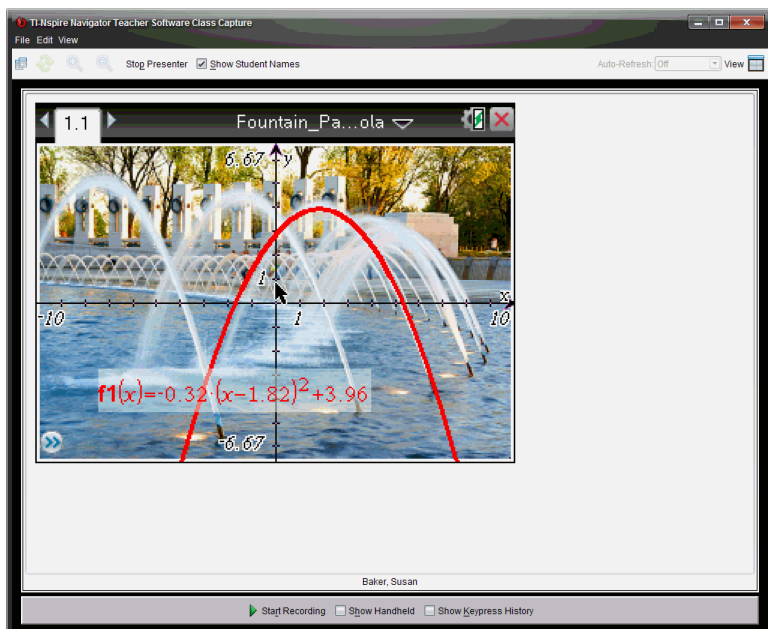 TI-Nspire Navigator Teacher Software Class Capture
File Edit View
Stop Presenter Show Student Names Auto-Refresh: Off View
1.1 Fountain_Pa...ola
6.67 y
1
x
-10 1 10
f1(x)=-0.32·(x-1.82)²+3.96
-6.67
Baker, Susan
Start Recording Show Handheld Show Keypress History